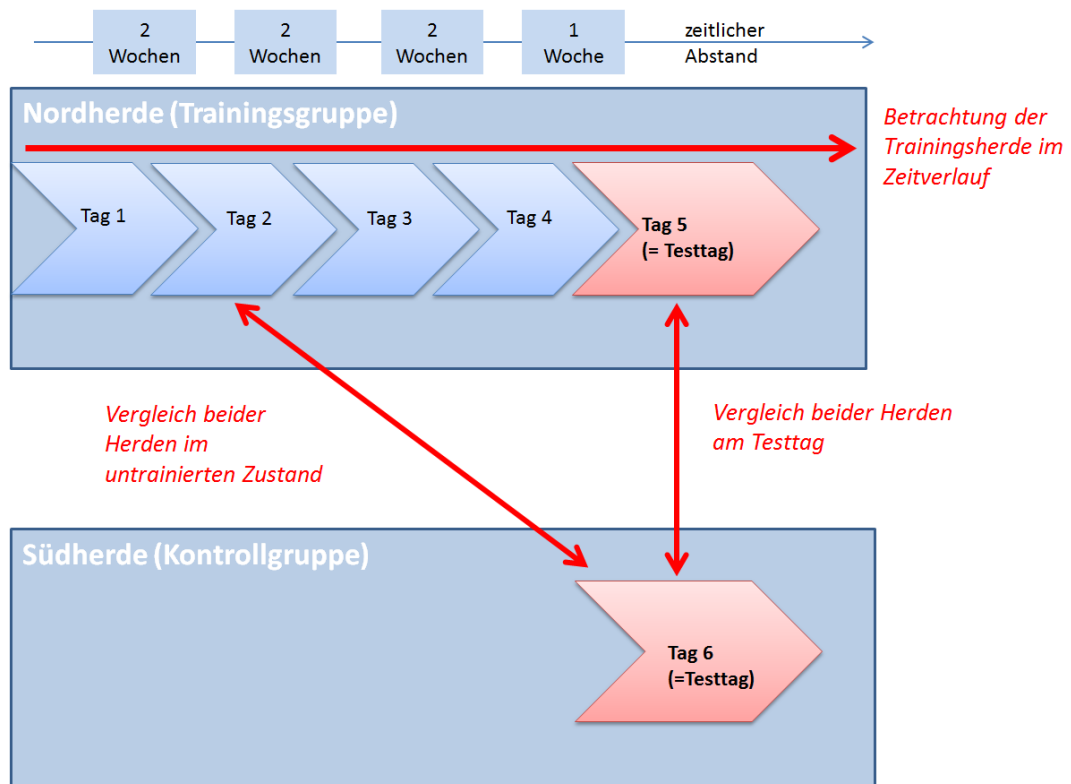 2
Wochen
2
Wochen
2
Wochen
1
Woche
zeitlicher
Abstand
Nordherde (Trainingsgruppe)
Betrachtung der
Trainingsherde im
Zeitverlauf
Tag 1
Tag 2
Tag 3
Tag 4
Tag 5
(= Testtag)
Vergleich beider
Herden im
untrainierten Zustand
Vergleich beider Herden
am Testtag
Südherde (Kontrollgruppe)
Tag 6
(=Testtag)